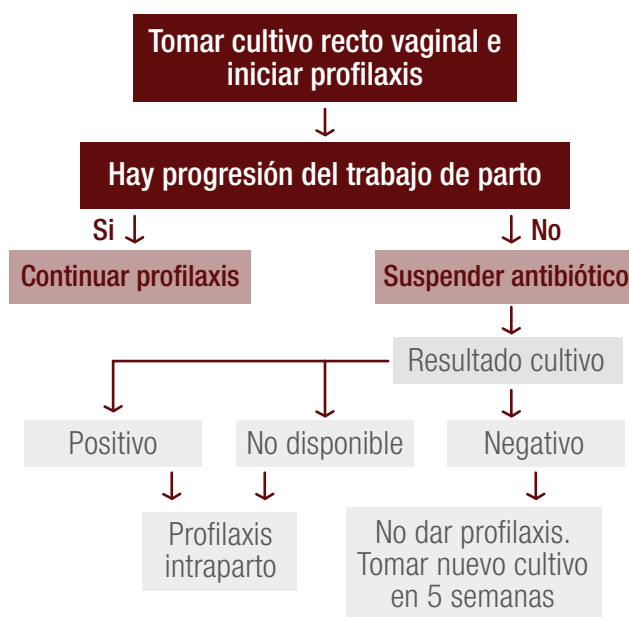 Tomar cultivo recto vaginal e
iniciar profilaxis
Hay progresión del trabajo de parto
Si
No
Continuar profilaxis
Suspender antibiótico
Resultado cultivo
Positivo
No disponible
Negativo
Profilaxis
intraparto
No dar profilaxis.
Tomar nuevo cultivo
en 5 semanas